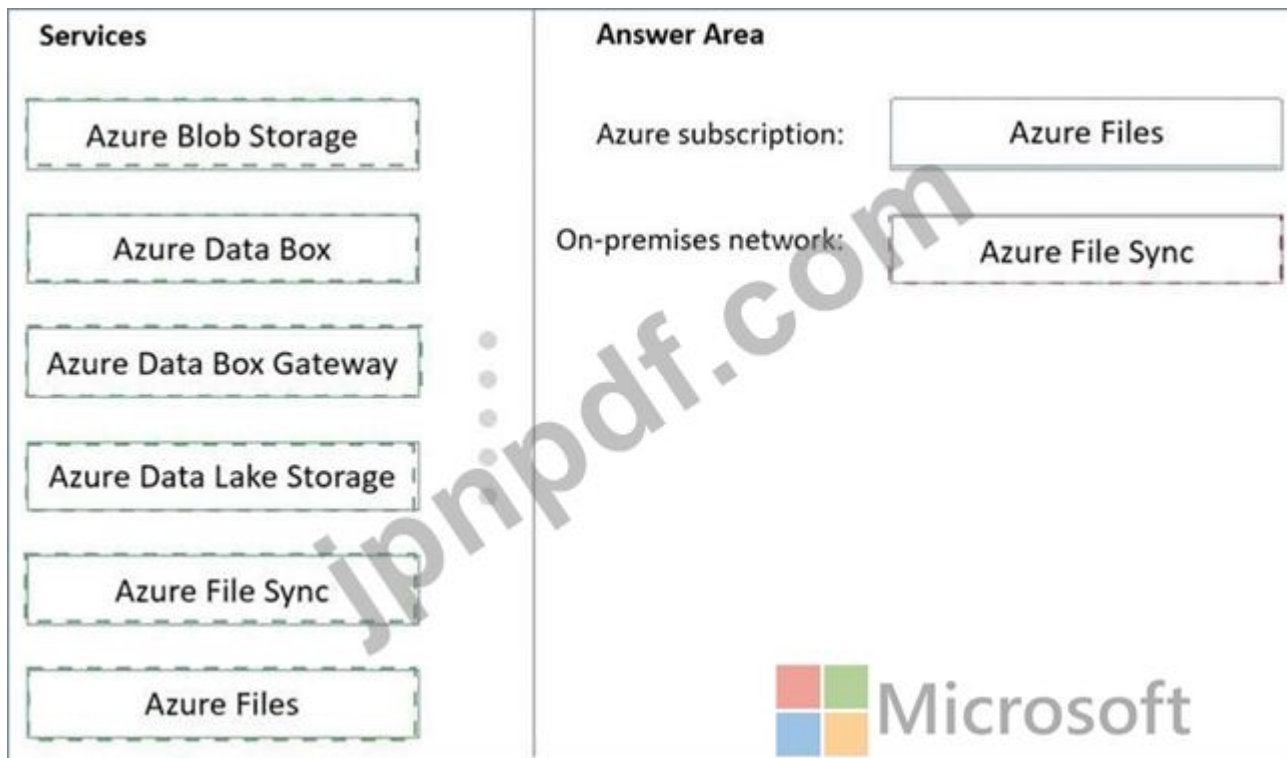 Services
Azure Blob Storage
Azure Data Box
Azure Data Box Gateway
Azure Data Lake Storage
Azure File Sync
Azure Files
Answer Area
Azure subscription:
Azure Files
On-premises network:
Azure File Sync
jpnpdf.com
Microsoft